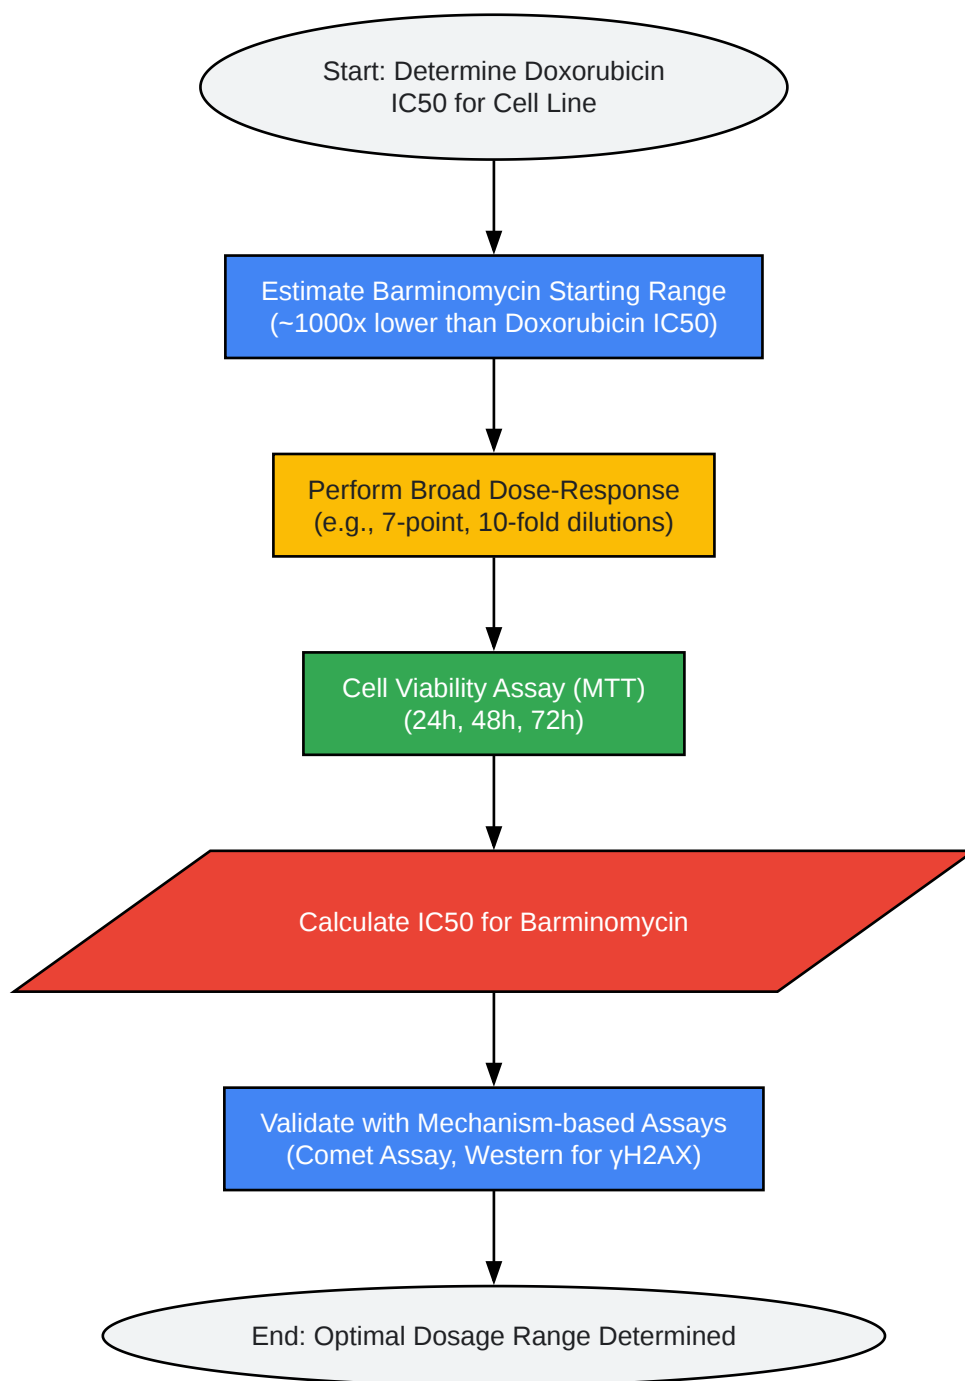 Start: Determine Doxorubicin
IC50 for Cell Line
Estimate Barminomycin Starting Range
(~1000x lower than Doxorubicin IC50)
Perform Broad Dose-Response
(e.g., 7-point, 10-fold dilutions)
Cell Viability Assay (MTT)
(24h, 48h, 72h)
Calculate IC50 for Barminomycin
Validate with Mechanism-based Assays
(Comet Assay, Western for γH2AX)
End: Optimal Dosage Range Determined